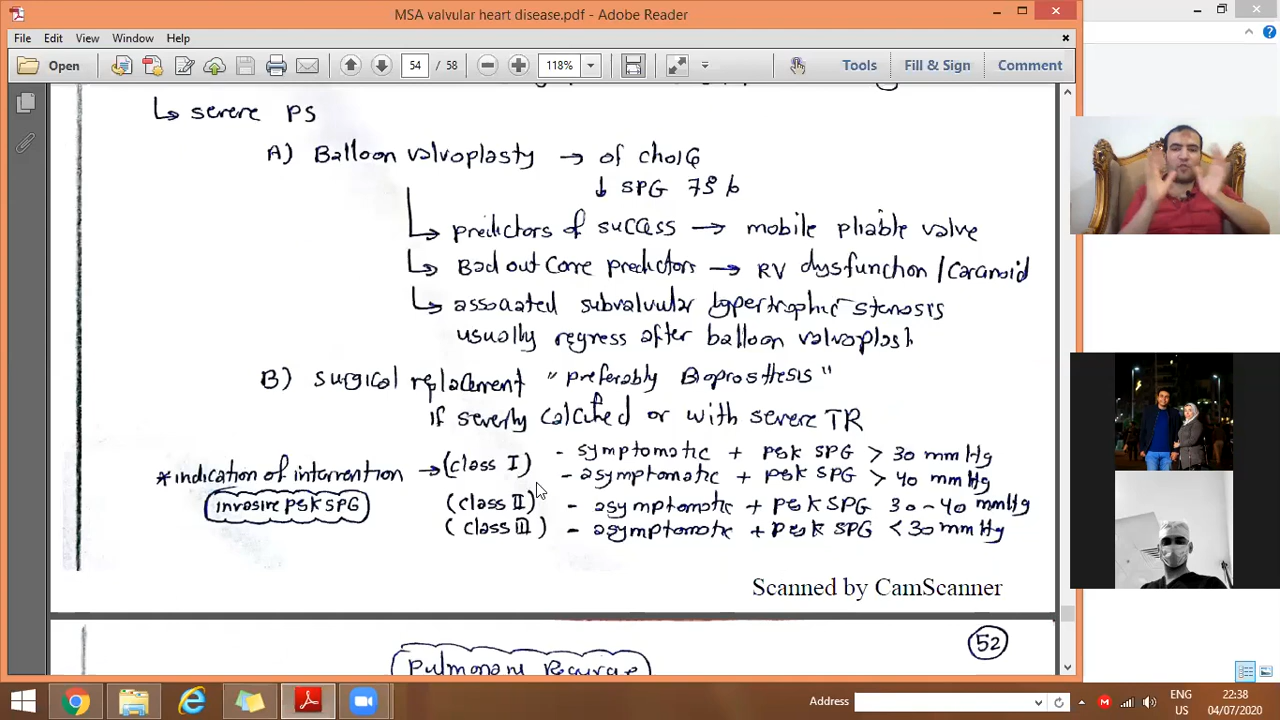 MSA valvular heart disease.pdf - Adobe Reader
File Edit View Window Help
Open 54 / 58 118% Tools Fill & Sign Comment
↳ severe PS
A) Balloon valvoplasty → of choice
↓ SPG 75%
↳ predictors of success → mobile pliable valve
↳ Bad outcome predictors → RV dysfunction / Carcinoid
↳ associated subvalvular hypertrophic stenosis
usually regress after balloon valvoplasty
B) Surgical replacment "preferably Bioprosthesis"
If severly calcified or with severe TR
*indication of intervention → (class I) - symptomatic + peak SPG > 30 mmHg
- asymptomatic + peak SPG > 40 mmHg
invasive peak SPG (class II) - asymptomatic + peak SPG 30-40 mmHg
(class III) - asymptomatic + peak SPG < 30 mmHg
Scanned by CamScanner
52
Pulmonary
Address
ENG 22:38
US 04/07/2020